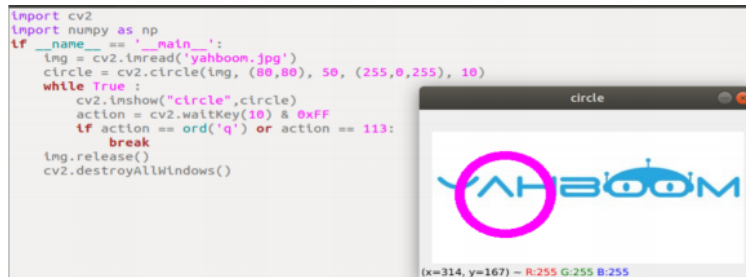 import cv2
import numpy as np
if __name__ == '__main__':
    img = cv2.imread('yahboom.jpg')
    circle = cv2.circle(img, (80,80), 50, (255,0,255), 10)
    while True :
        cv2.imshow("circle",circle)
        action = cv2.waitKey(10) & 0xFF
        if action == ord('q') or action == 113:
            break
    img.release()
    cv2.destroyAllWindows()
circle
YAHBOOM
(x=314, y=167) ~ R:255 G:255 B:255